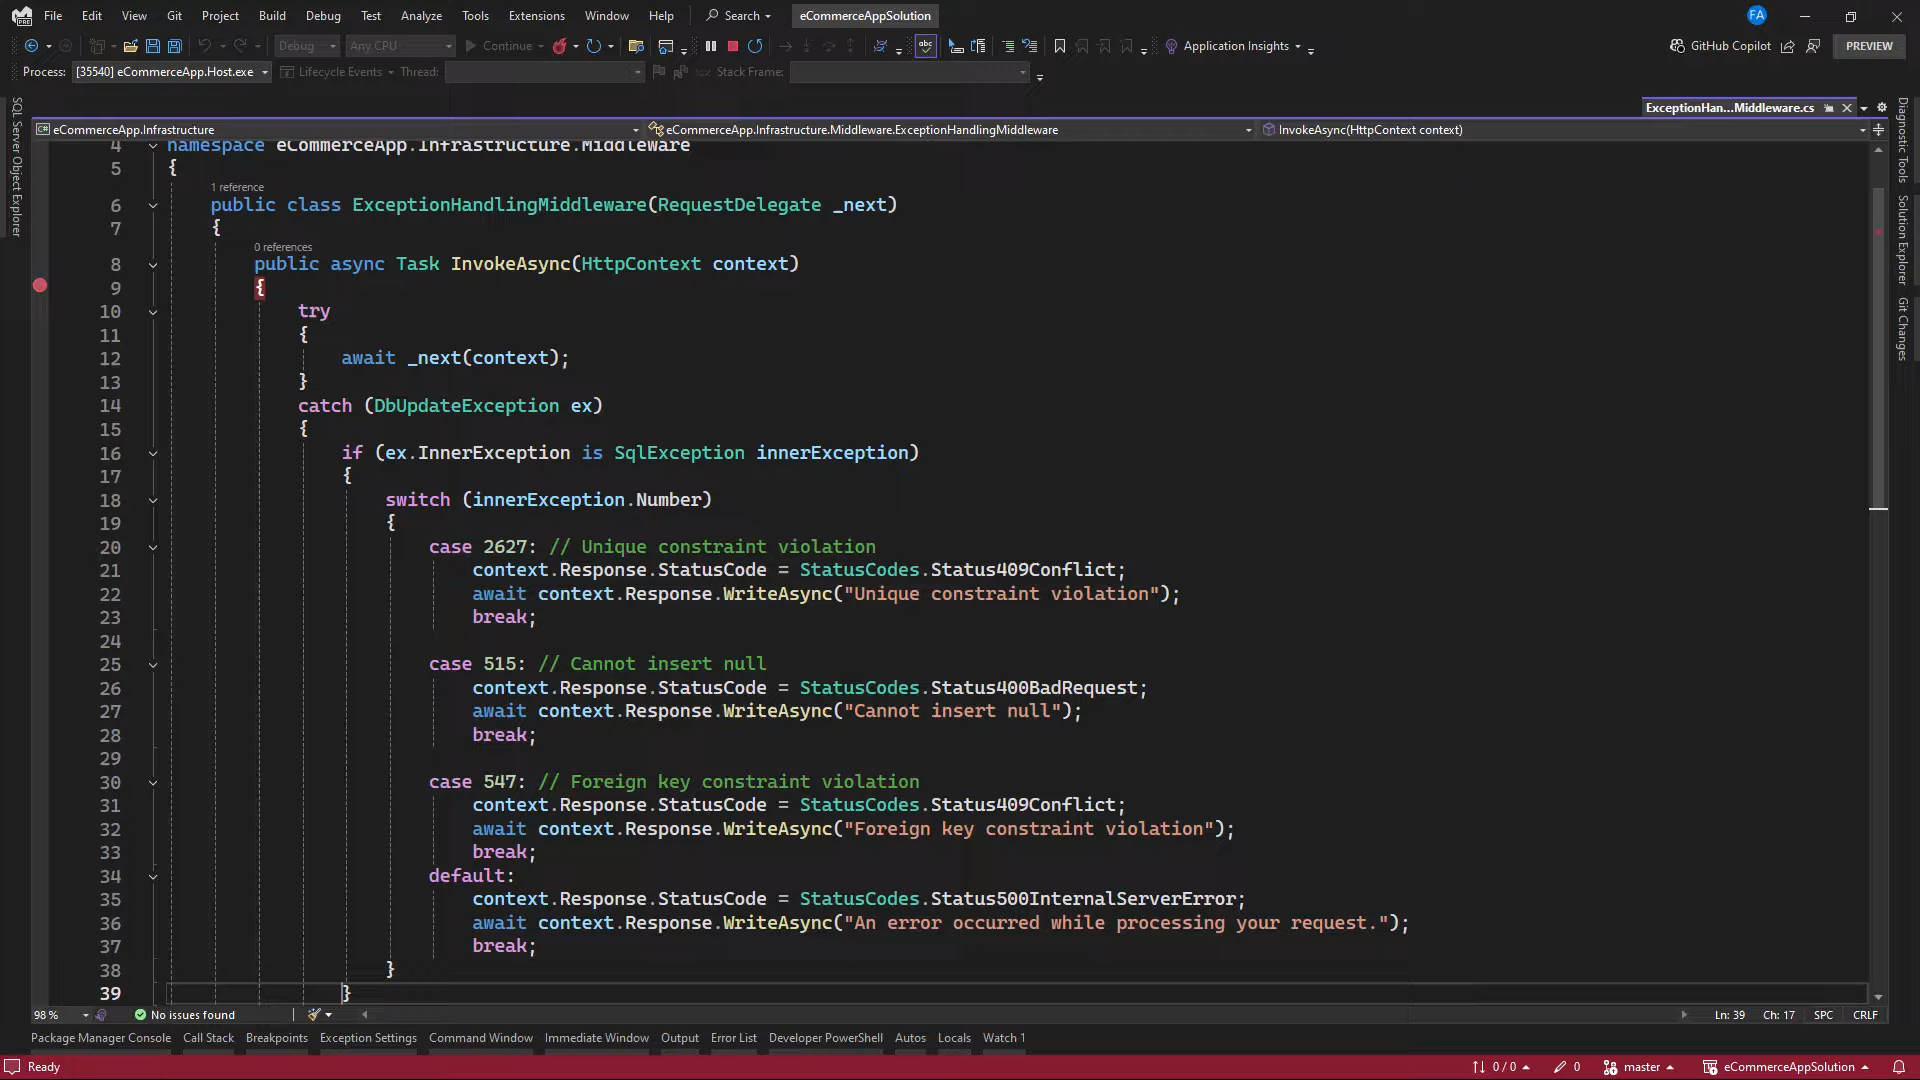 File Edit View Git Project Build Debug Test Analyze Tools Extensions Window Help Search eCommerceAppSolution FA
Debug Any CPU Continue Application Insights GitHub Copilot PREVIEW
Process: [35540] eCommerceApp.Host.exe Lifecycle Events Thread: Stack Frame:
SQL Server Object Explorer
ExceptionHan...Middleware.cs
eCommerceApp.Infrastructure eCommerceApp.Infrastructure.Middleware.ExceptionHandlingMiddleware InvokeAsync(HttpContext context)
Diagnostic Tools
Solution Explorer
Git Changes
4 namespace eCommerceApp.Infrastructure.Middleware
5 {
1 reference
6 public class ExceptionHandlingMiddleware(RequestDelegate _next)
7 {
0 references
8 public async Task InvokeAsync(HttpContext context)
9 {
10 try
11 {
12 await _next(context);
13 }
14 catch (DbUpdateException ex)
15 {
16 if (ex.InnerException is SqlException innerException)
17 {
18 switch (innerException.Number)
19 {
20 case 2627: // Unique constraint violation
21 context.Response.StatusCode = StatusCodes.Status409Conflict;
22 await context.Response.WriteAsync("Unique constraint violation");
23 break;
24
25 case 515: // Cannot insert null
26 context.Response.StatusCode = StatusCodes.Status400BadRequest;
27 await context.Response.WriteAsync("Cannot insert null");
28 break;
29
30 case 547: // Foreign key constraint violation
31 context.Response.StatusCode = StatusCodes.Status409Conflict;
32 await context.Response.WriteAsync("Foreign key constraint violation");
33 break;
34 default:
35 context.Response.StatusCode = StatusCodes.Status500InternalServerError;
36 await context.Response.WriteAsync("An error occurred while processing your request.");
37 break;
38 }
39 }
98 % No issues found Ln: 39 Ch: 17 SPC CRLF
Package Manager Console Call Stack Breakpoints Exception Settings Command Window Immediate Window Output Error List Developer PowerShell Autos Locals Watch 1
Ready 0 / 0 0 master eCommerceAppSolution